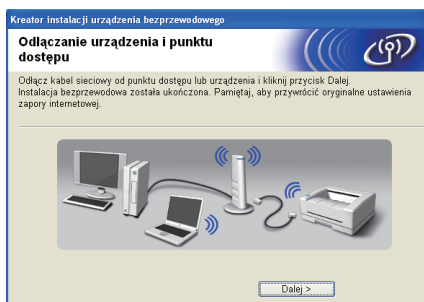 Kreator instalacji urządzenia bezprzewodowego
Odłączanie urządzenia i punktu
dostępu
Odłącz kabel sieciowy od punktu dostępu lub urządzenia i kliknij przycisk Dalej.
Instalacja bezprzewodowa została ukończona. Pamiętaj, aby przywrócić oryginalne ustawienia
zapory internetowej.
Dalej >